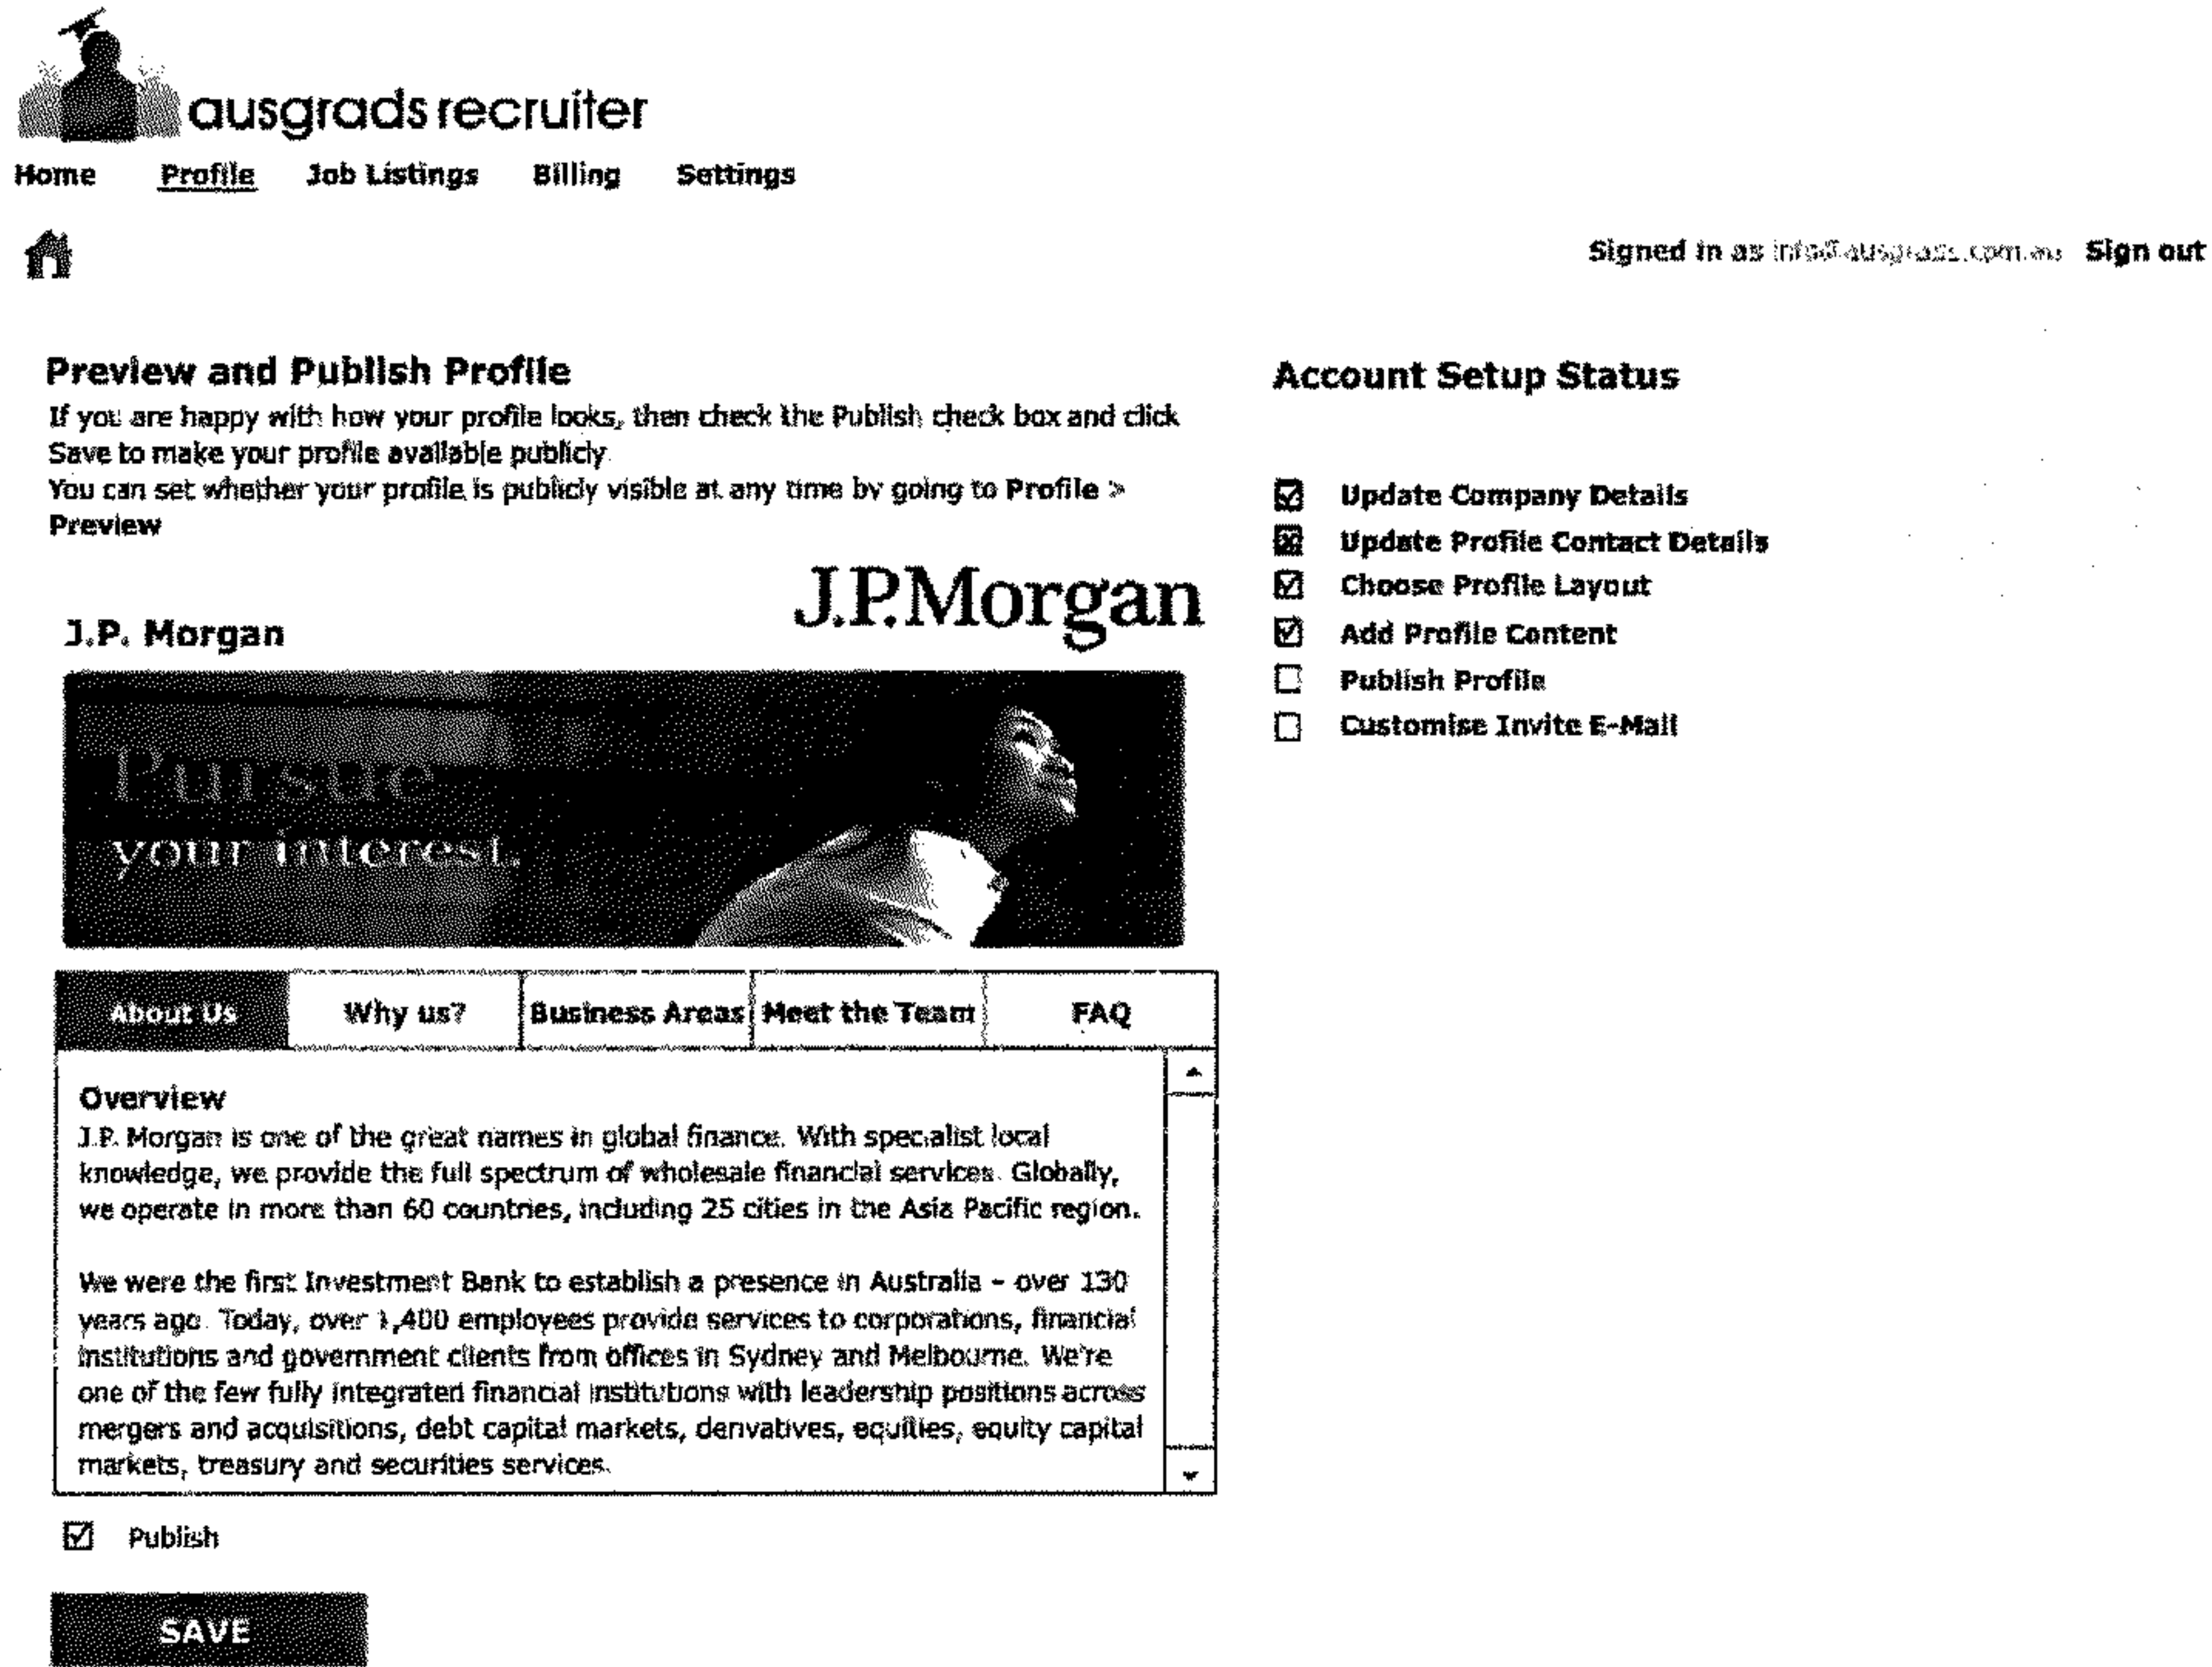 ausgrads recruiter
Home Profile Job Listings Billing Settings
Signed in as Sign out
Preview and Publish Profile
If you are happy with how your profile looks, then check the Publish check box and click
Save to make your profile available publicly.
You can set whether your profile is publicly visible at any time by going to Profile >
Preview
J.P. Morgan
J.P.Morgan
Pursue
your interest.
About Us Why us? Business Areas Meet the Team FAQ
Overview
J.P. Morgan is one of the great names in global finance. With specialist local
knowledge, we provide the full spectrum of wholesale financial services. Globally,
we operate in more than 60 countries, including 25 cities in the Asia Pacific region.
We were the first Investment Bank to establish a presence in Australia – over 130
years ago. Today, over 1,400 employees provide services to corporations, financial
institutions and government clients from offices in Sydney and Melbourne. We're
one of the few fully integrated financial institutions with leadership positions across
mergers and acquisitions, debt capital markets, derivatives, equities, equity capital
markets, treasury and securities services.
Publish
SAVE
Account Setup Status
Update Company Details
Update Profile Contact Details
Choose Profile Layout
Add Profile Content
Publish Profile
Customise Invite E-Mail